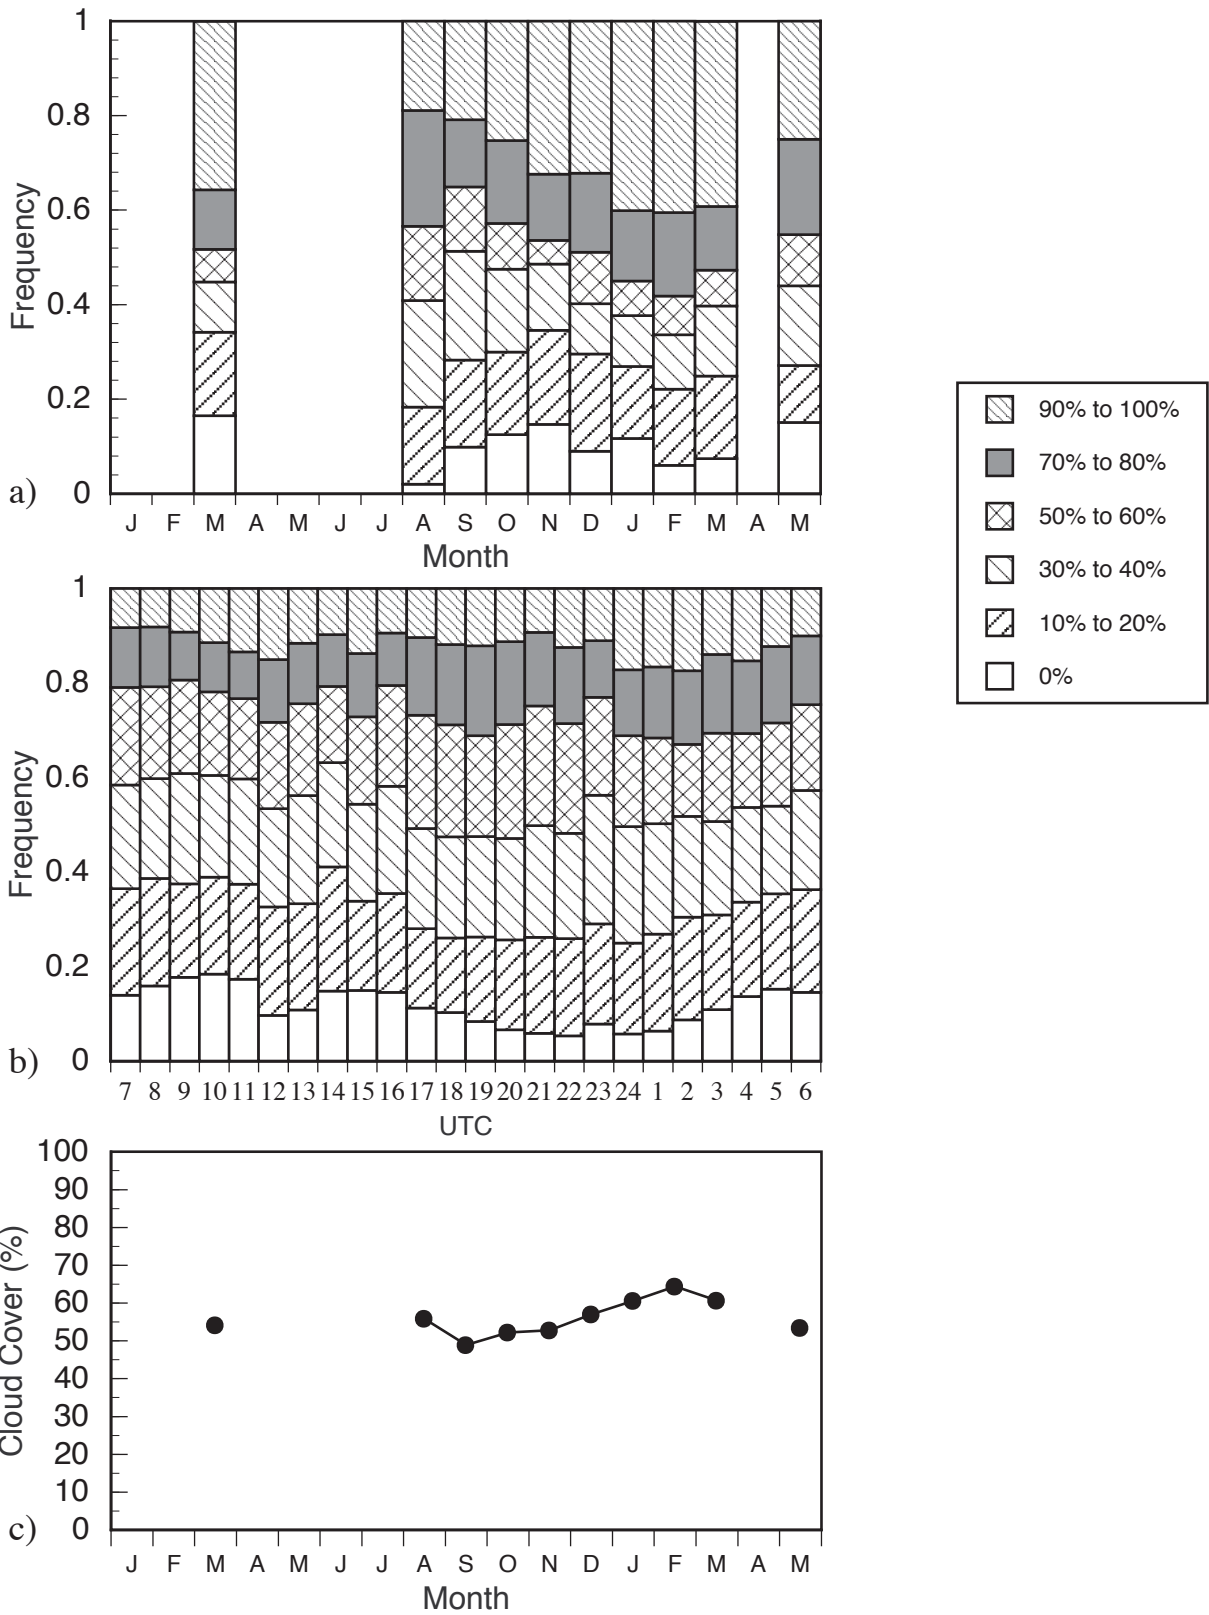 1
0.8
0.6
0.4
0.2
0
Frequency
a)
J F M A M J J A S O N D J F M A M
Month
90% to 100%
70% to 80%
50% to 60%
30% to 40%
10% to 20%
0%
1
0.8
0.6
0.4
0.2
0
Frequency
b)
7 8 9 10 11 12 13 14 15 16 17 18 19 20 21 22 23 24 1 2 3 4 5 6
UTC
100
90
80
70
60
50
40
30
20
10
0
Cloud Cover (%)
c)
J F M A M J J A S O N D J F M A M
Month